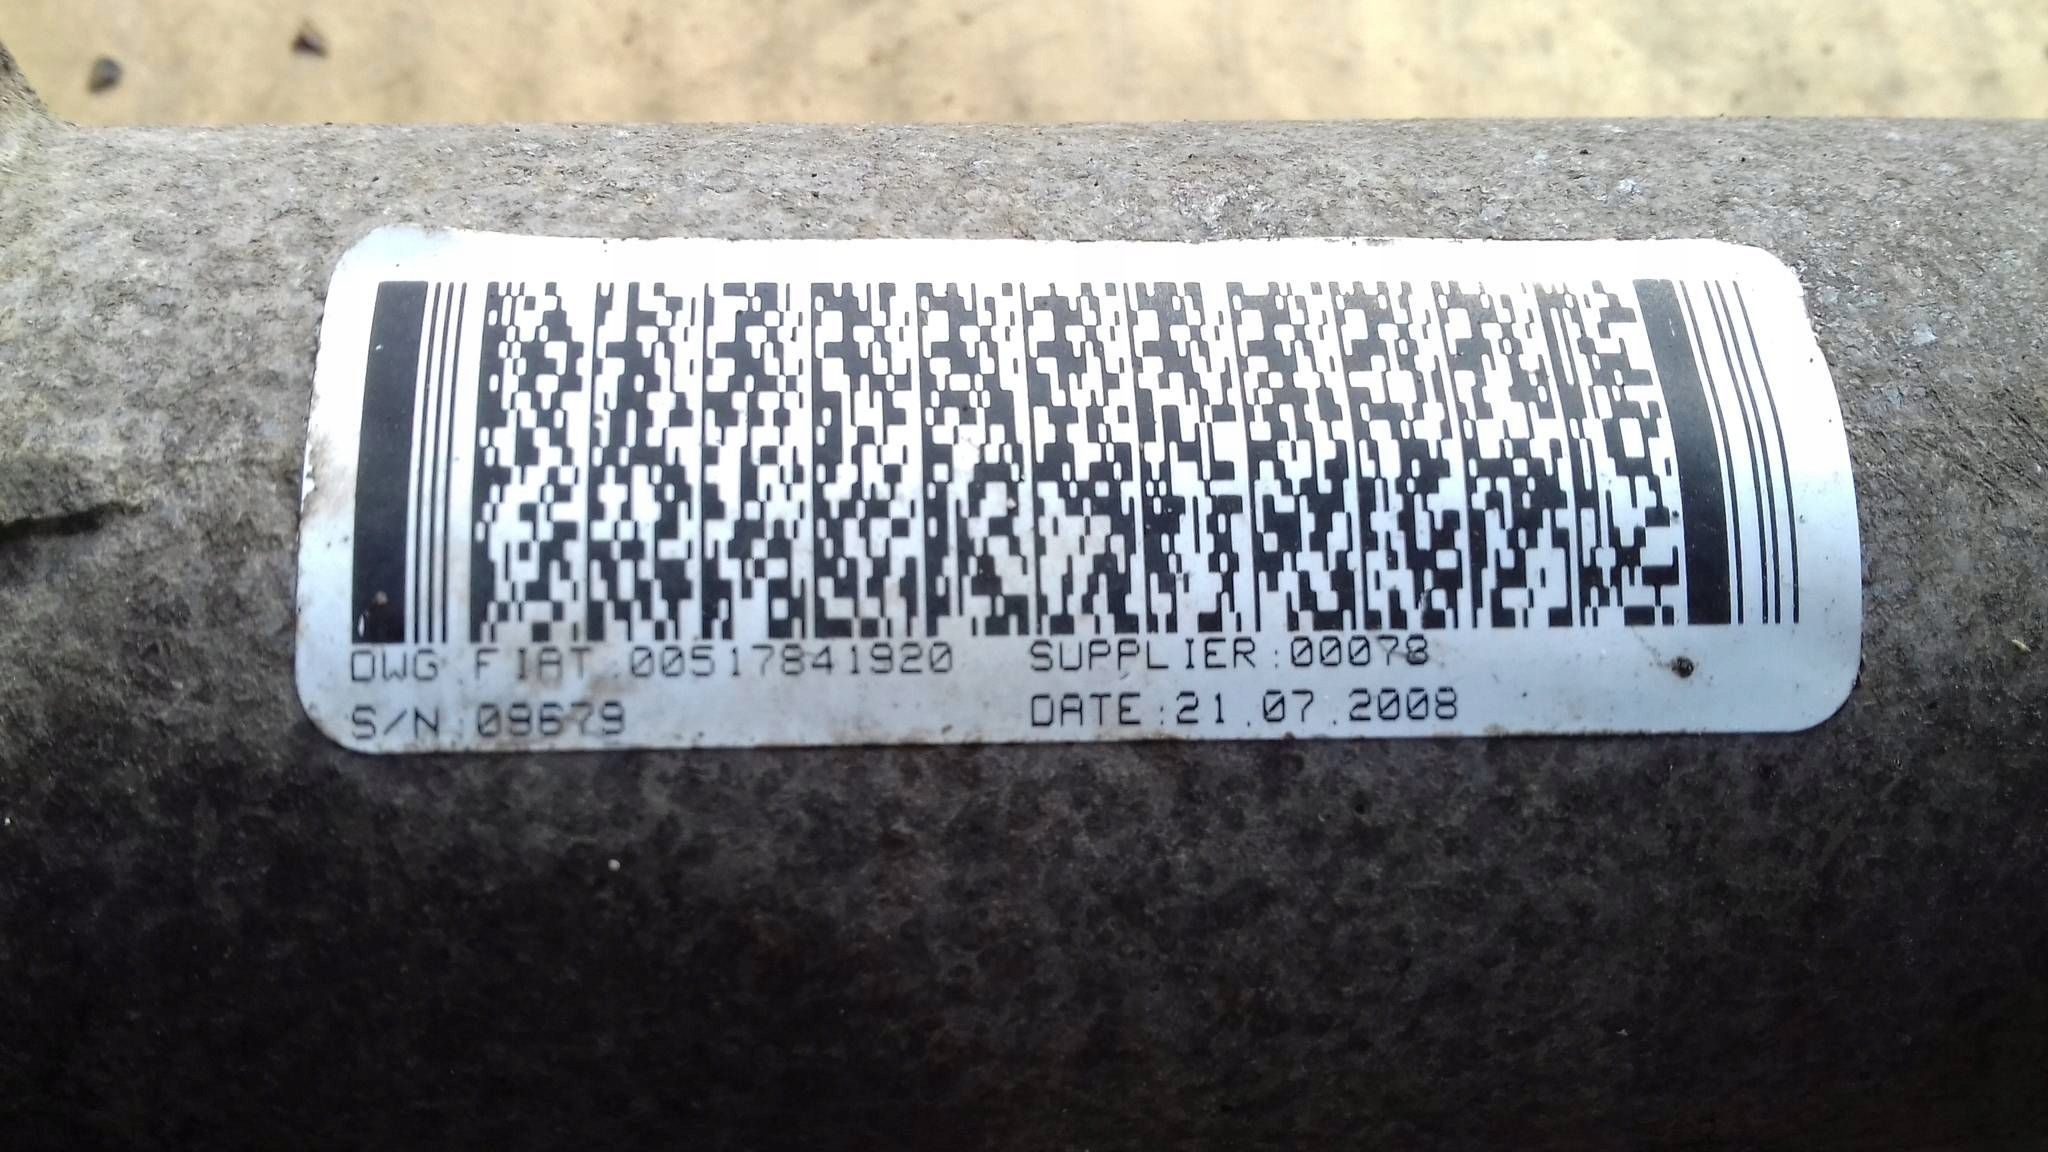 DWG FIAT:00517841920 SUPPLIER:00078
S/N:09679 DATE:21.07.2008